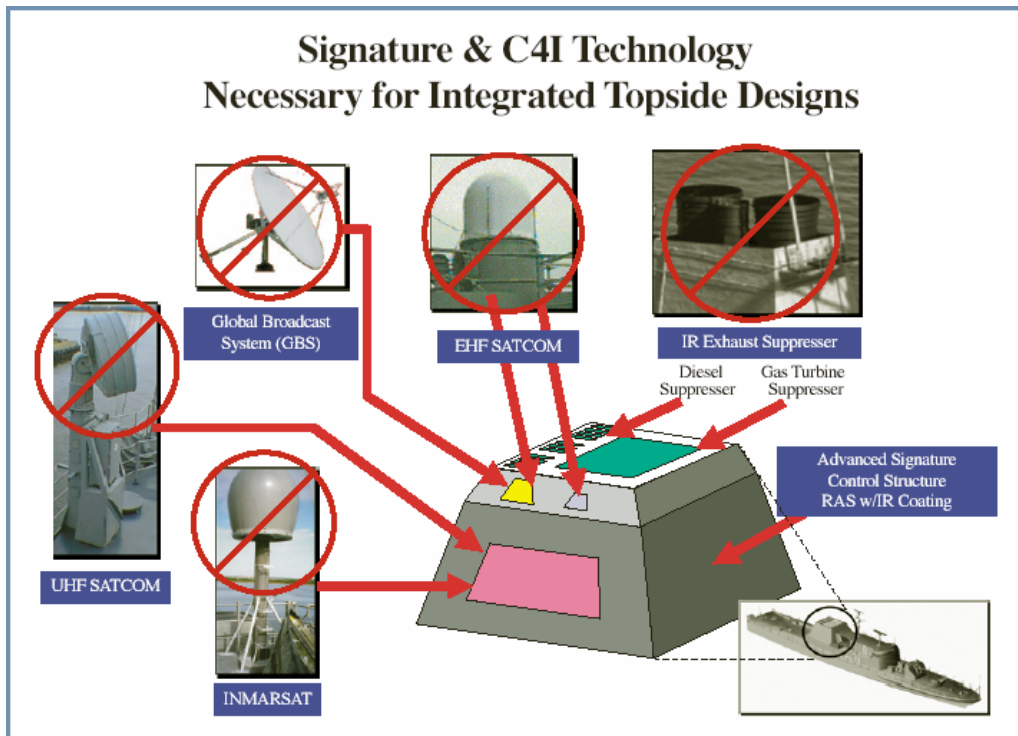 Signature & C4I Technology
Necessary for Integrated Topside Designs
Global Broadcast
System (GBS)
EHF SATCOM
IR Exhaust Suppresser
Diesel
Suppresser
Gas Turbine
Suppresser
Advanced Signature
Control Structure
RAS w/IR Coating
UHF SATCOM
INMARSAT